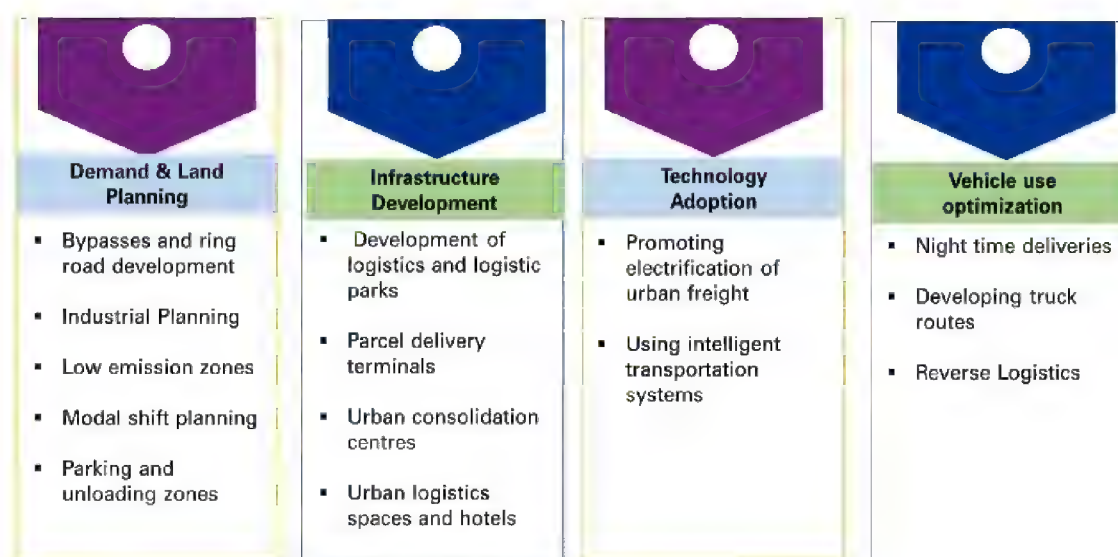 Demand & Land
Planning
▪ Bypasses and ring
road development
▪ Industrial Planning
▪ Low emission zones
▪ Modal shift planning
▪ Parking and
unloading zones
Infrastructure
Development
▪ Development of
logistics and logistic
parks
▪ Parcel delivery
terminals
▪ Urban consolidation
centres
▪ Urban logistics
spaces and hotels
Technology
Adoption
▪ Promoting
electrification of
urban freight
▪ Using intelligent
transportation
systems
Vehicle use
optimization
▪ Night time deliveries
▪ Developing truck
routes
▪ Reverse Logistics